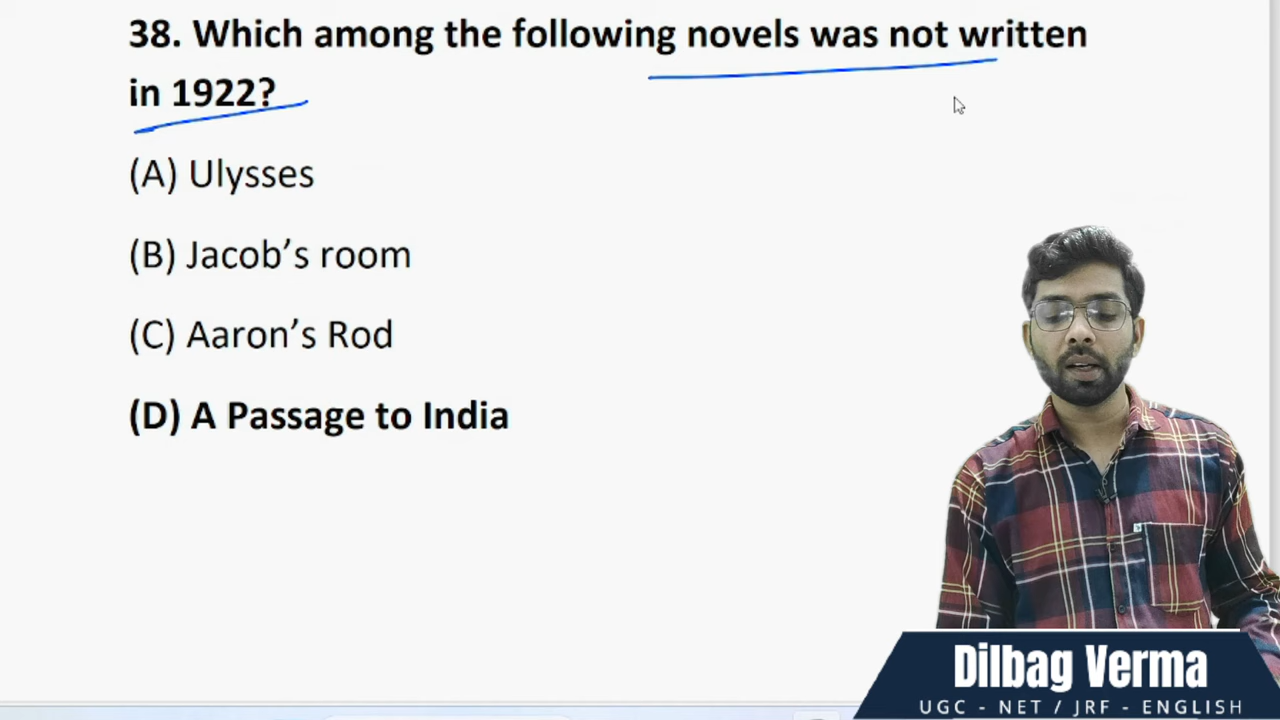 38. Which among the following novels was not written
in 1922?
(A) Ulysses
(B) Jacob’s room
(C) Aaron’s Rod
(D) A Passage to India
Dilbag Verma
UGC - NET / JRF - ENGLISH